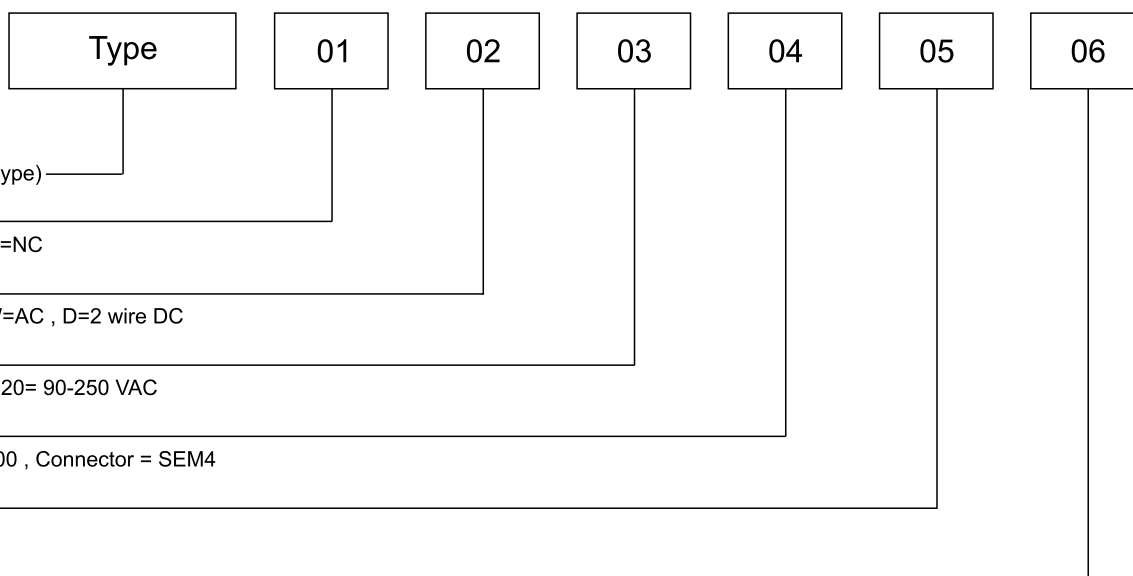 Type 01 02 03 04 05 06
ype)
=NC
=AC , D=2 wire DC
20= 90-250 VAC
00 , Connector = SEM4